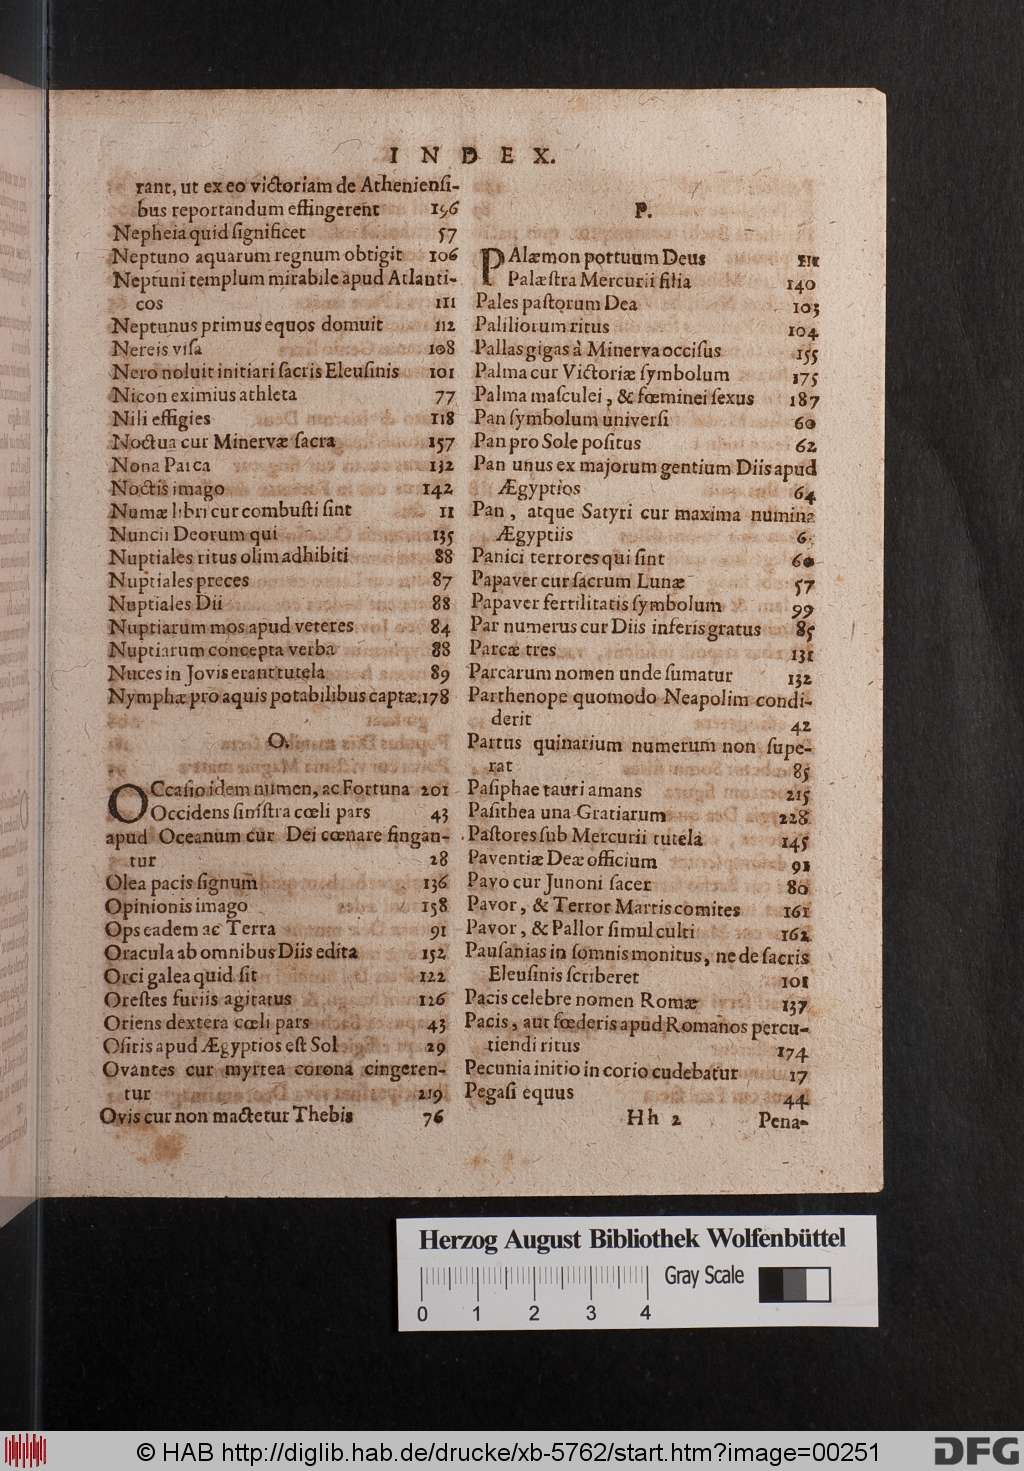 INDEX.
rant, ut ex eo victoriam de Athenienſi-
bus reportandum effingerent 156
Nepheia quid ſignificet 57
Neptuno aquarum regnum obtigit 106
Neptuni templum mirabile apud Atlanti-
cos 111
Neptunus primus equos domuit 112
Nereis viſa 108
Nero noluit initiari ſacris Eleuſinis 101
Nicon eximius athleta 77
Nili effigies 118
Noctua cur Minervæ ſacra 157
Nona Parca 132
Noctis imago 142
Numæ libri cur combuſti ſint 11
Nuncii Deorum qui 135
Nuptiales ritus olim adhibiti 88
Nuptiales preces 87
Nuptiales Dii 88
Nuptiarum mos apud veteres 84
Nuptiarum concepta verba 88
Nuces in Jovis erant tutela 89
Nymphæ pro aquis potabilibus captæ. 178
O.
OCcaſio idem numen, ac Fortuna 201
Occidens ſiniſtra cœli pars 43
apud Oceanum cur Dei cœnare fingan-
tur 28
Olea pacis ſignum 136
Opinionis imago 158
Ops eadem ac Terra 91
Oracula ab omnibus Diis edita 152
Orci galea quid ſit 122
Oreſtes furiis agitatus 126
Oriens dextera cœli pars 43
Oſiris apud Ægyptios eſt Sol 29
Ovantes cur myrtea corona cingeren-
tur 219
Ovis cur non mactetur Thebis 76
P.
PAlæmon portuum Deus
Palæſtra Mercurii filia 140
Pales paſtorum Dea 103
Paliliorum ritus 104
Pallas gigas à Minerva occiſus 155
Palma cur Victoriæ ſymbolum 175
Palma maſculei, & fœminei ſexus 187
Pan ſymbolum univerſi 60
Pan pro Sole poſitus 62
Pan unus ex majorum gentium Diis apud
Ægyptios 64
Pan, atque Satyri cur maxima numina
Ægyptiis
Panici terrores qui ſint 60
Papaver cur ſacrum Lunæ 57
Papaver fertilitatis ſymbolum 99
Par numerus cur Diis inferis gratus 85
Parcæ tres 131
Parcarum nomen unde ſumatur 132
Parthenope quomodo Neapolim condi-
derit 42
Partus quinarium numerum non ſupe-
rat 85
Paſiphae tauri amans 215
Paſithea una Gratiarum 228
Paſtores ſub Mercurii tutela 145
Paventiæ Deæ officium 91
Pavo cur Junoni ſacer 80
Pavor, & Terror Martis comites 161
Pavor, & Pallor ſimul culti 162
Pauſanias in ſomnis monitus, ne de ſacris
Eleuſinis ſcriberet 101
Pacis celebre nomen Romæ 137
Pacis, aut fœderis apud Romanos percu-
tiendi ritus 174
Pecunia initio in corio cudebatur 17
Pegaſi equus 44
Hh 2 Pena-
Herzog August Bibliothek Wolfenbüttel
Gray Scale
0 1 2 3 4
© HAB http://diglib.hab.de/drucke/xb-5762/start.htm?image=00251
DFG